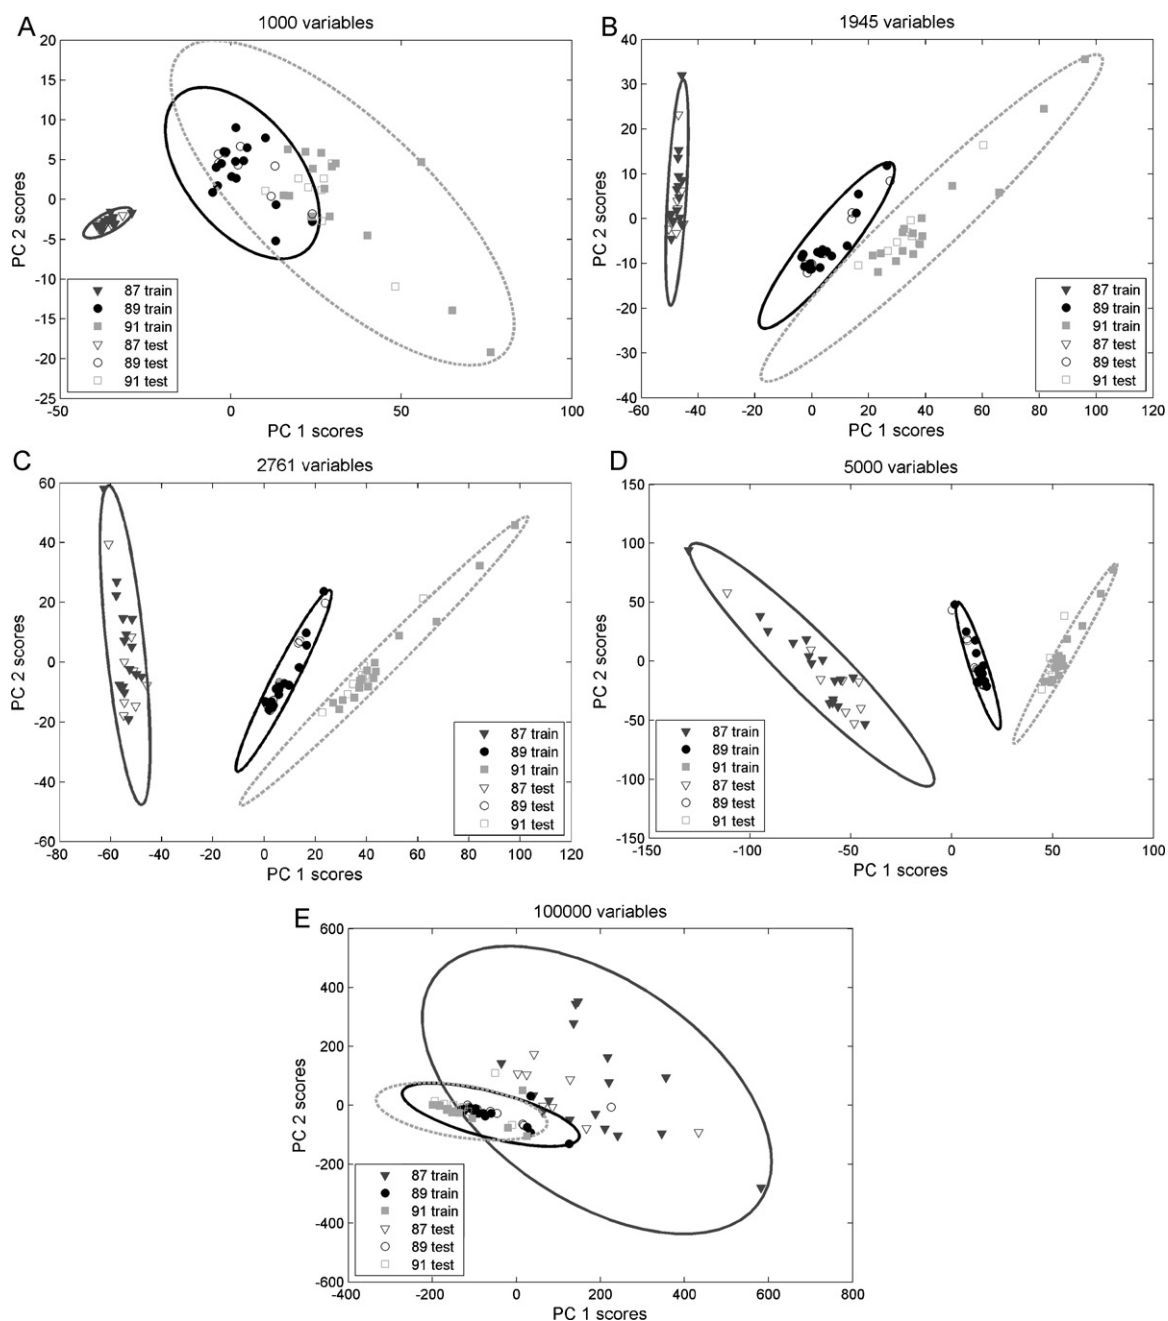 A
1000 variables
20
15
10
5
0
-5
-10
-15
-20
-25
PC 2 scores
-50
0
50
100
PC 1 scores
87 train
89 train
91 train
87 test
89 test
91 test
B
1945 variables
40
30
20
10
0
-10
-20
-30
-40
PC 2 scores
-60
-40
-20
0
20
40
60
80
100
120
PC 1 scores
87 train
89 train
91 train
87 test
89 test
91 test
C
2761 variables
60
40
20
0
-20
-40
-60
PC 2 scores
-80
-60
-40
-20
0
20
40
60
80
100
120
PC 1 scores
87 train
89 train
91 train
87 test
89 test
91 test
D
5000 variables
150
100
50
0
-50
-100
-150
PC 2 scores
-150
-100
-50
0
50
100
PC 1 scores
87 train
89 train
91 train
87 test
89 test
91 test
E
100000 variables
600
400
200
0
-200
-400
-600
PC 2 scores
-400
-200
0
200
400
600
800
PC 1 scores
87 train
89 train
91 train
87 test
89 test
91 test